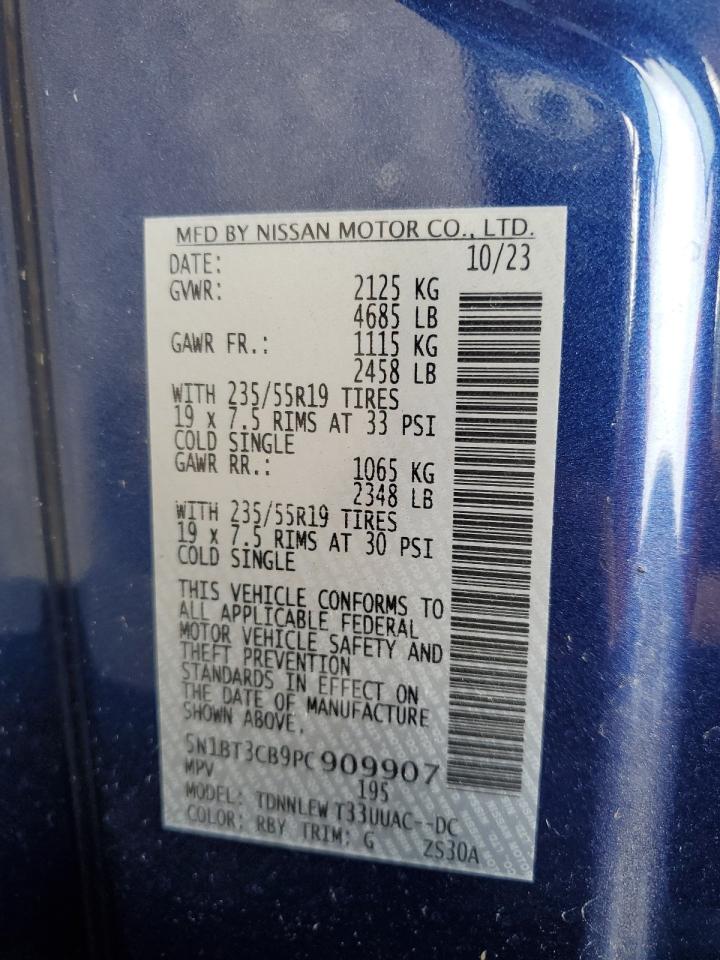 MFD BY NISSAN MOTOR CO., LTD.
DATE: 10/23
GVWR: 2125 KG
4685 LB
GAWR FR.: 1115 KG
2458 LB
WITH 235/55R19 TIRES
19 x 7.5 RIMS AT 33 PSI
COLD SINGLE
GAWR RR.: 1065 KG
2348 LB
WITH 235/55R19 TIRES
19 x 7.5 RIMS AT 30 PSI
COLD SINGLE
THIS VEHICLE CONFORMS TO
ALL APPLICABLE FEDERAL
MOTOR VEHICLE SAFETY AND
THEFT PREVENTION
STANDARDS IN EFFECT ON
THE DATE OF MANUFACTURE
SHOWN ABOVE.
5N1BT3CB9PC909907
MPV 195
MODEL: TDNNLEW T33UUAC--DC
COLOR: RBY TRIM: G ZS30A